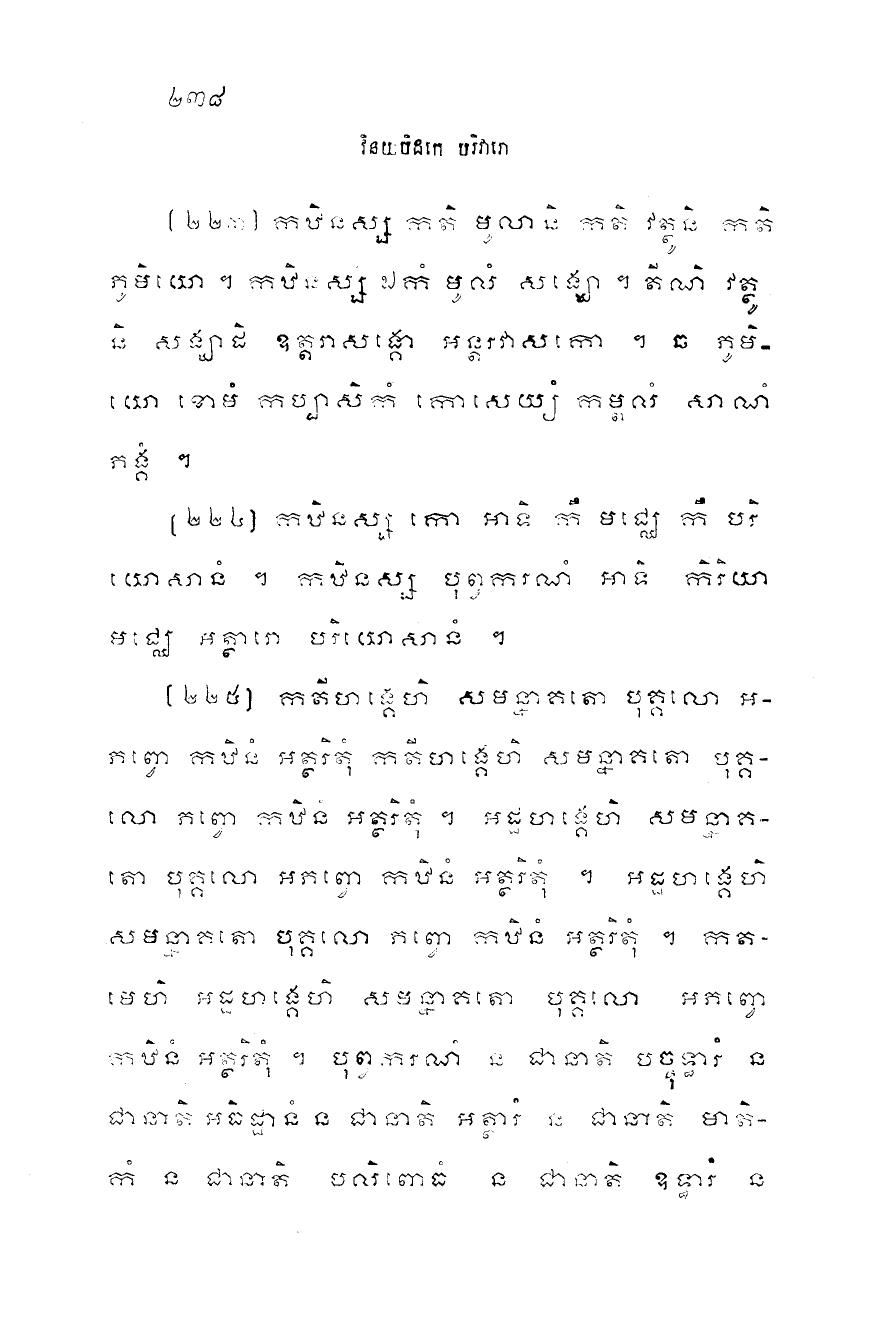 ២៣៨
វិនយបិដកេ បរិវារោ
(២២៣) កឋិនស្ស កតិ មូលានិ កតិ វត្ថូនិ កតិ
ភូមិយោ ។ កឋិនស្ស ឯកំ មូលំ សង្ឃោ ។ តីណិ វត្ថូ
និ សង្ឃាដិ ឧត្តរាសង្គោ អន្តរវាសកោ ។ ឆ ភូមិ-
យោ ខោមំ កប្បាសិកំ កោសេយ្យំ កម្ពលំ សាណំ
ភង្គំ ។
(២២៤) កឋិនស្ស កោ អាទិ កឹ មជ្ឈេ កឹ បរិ
យោសានំ ។ កឋិនស្ស បុព្វករណំ អាទិ កិរិយា
មជ្ឈេ អត្ថារោ បរិយោសានំ ។
(២២៥) កតីហង្គេហិ សមន្នាគតោ បុគ្គលោ អ-
ភព្វោ កឋិនំ អត្ថរិតុំ កតីហង្គេហិ សមន្នាគតោ បុគ្គ-
លោ ភព្វោ កឋិនំ អត្ថរិតុំ ។ អដ្ឋហង្គេហិ សមន្នាគ-
តោ បុគ្គលោ អភព្វោ កឋិនំ អត្ថរិតុំ ។ អដ្ឋហង្គេហិ
សមន្នាគតោ បុគ្គលោ ភព្វោ កឋិនំ អត្ថរិតុំ ។ កត-
មេហិ អដ្ឋហង្គេហិ សមន្នាគតោ បុគ្គលោ អភព្វោ
កឋិនំ អត្ថរិតុំ ។ បុព្វករណំ ន ជានាតិ បច្ចុទ្ធារំ ន
ជានាតិ អធិដ្ឋានំ ន ជានាតិ អត្ថារំ ន ជានាតិ មាតិ-
កំ ន ជានាតិ បលិពោធំ ន ជានាតិ ឧទ្ធារំ ន